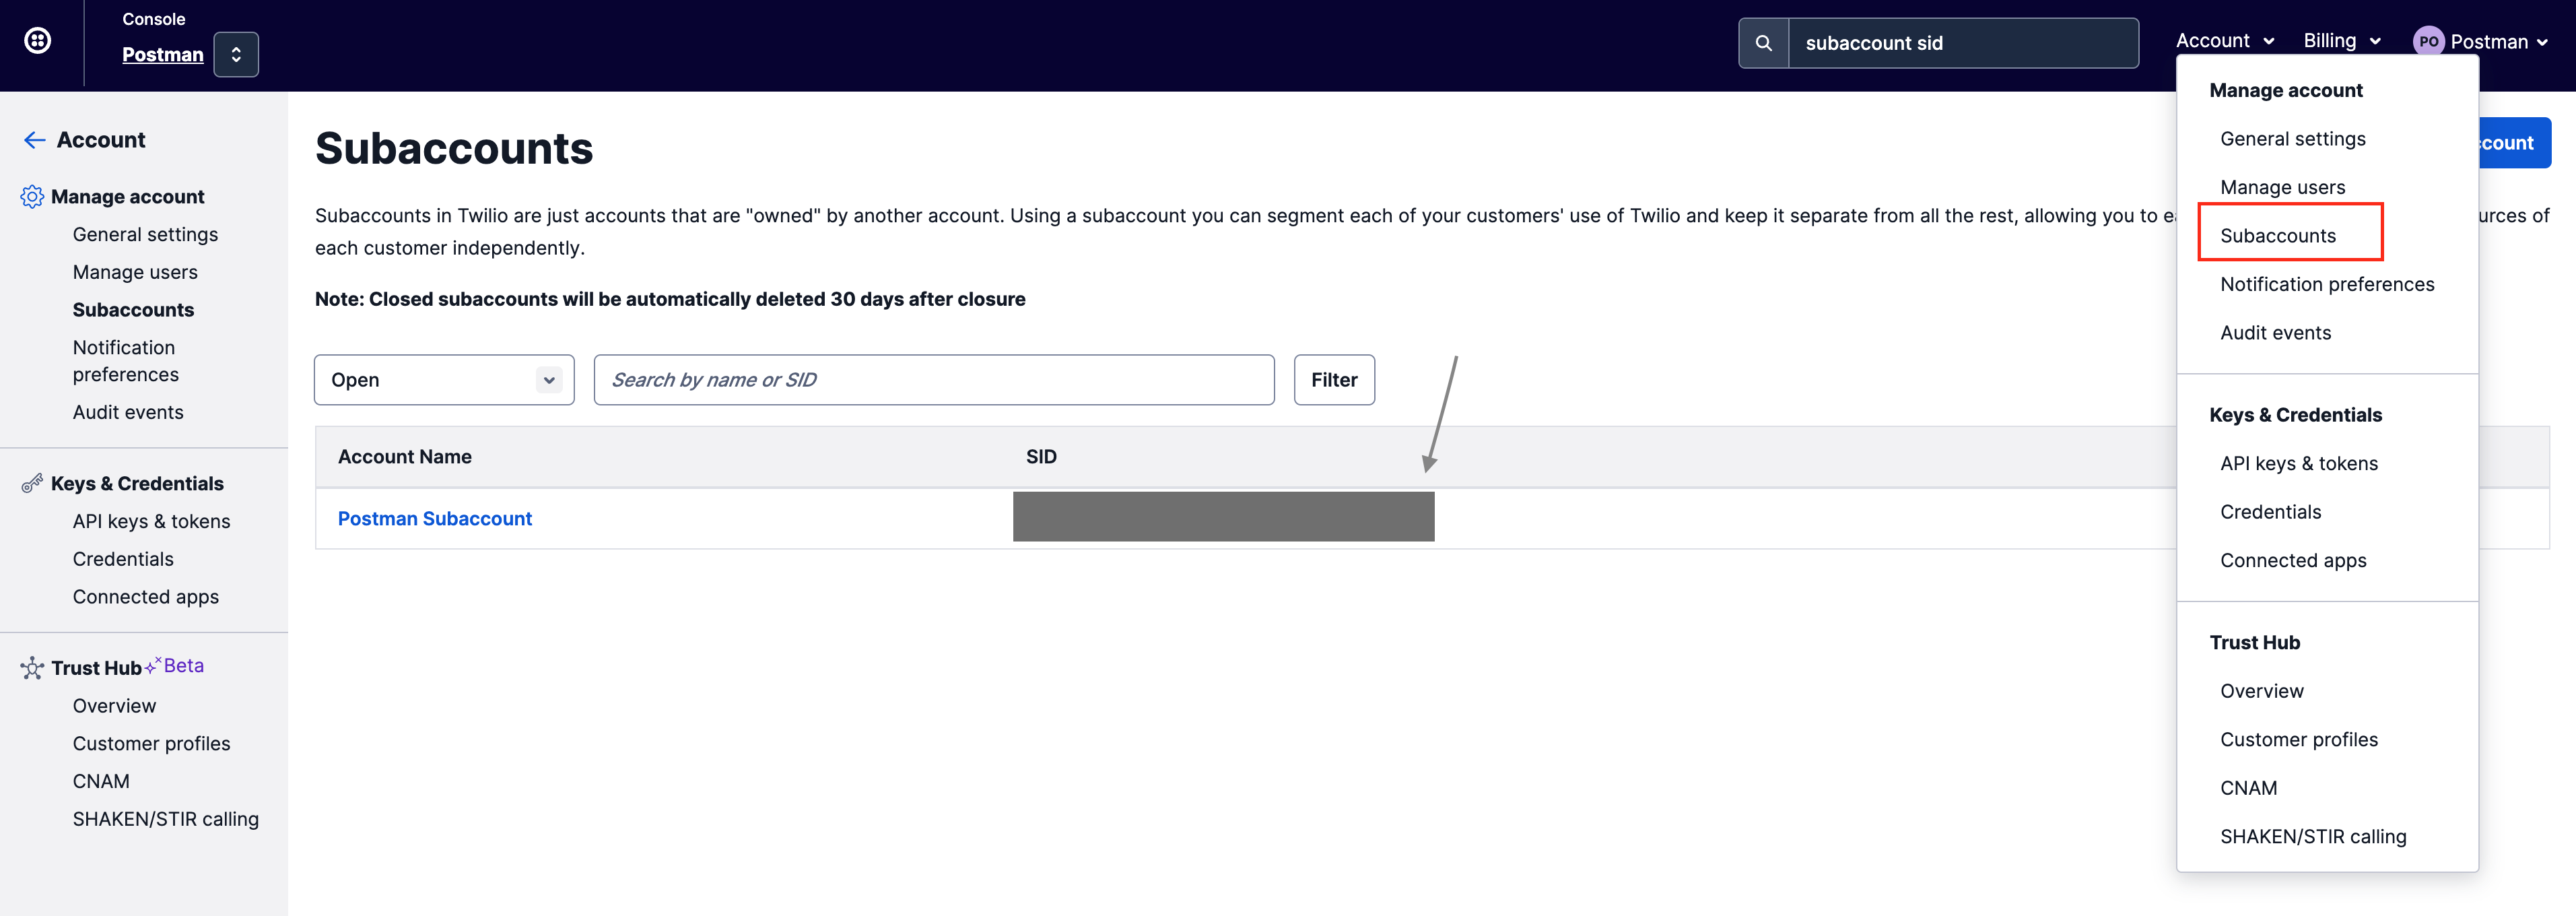 Console
Postman
subaccount sid
Account
Billing
PO Postman
Account
Manage account
General settings
Manage users
Subaccounts
Notification
preferences
Audit events
Keys & Credentials
API keys & tokens
Credentials
Connected apps
Trust Hub Beta
Overview
Customer profiles
CNAM
SHAKEN/STIR calling
Subaccounts
Subaccounts in Twilio are just accounts that are "owned" by another account. Using a subaccount you can segment each of your customers' use of Twilio and keep it separate from all the rest, allowing you to
each customer independently.
Note: Closed subaccounts will be automatically deleted 30 days after closure
Open
Search by name or SID
Filter
Account Name
SID
Postman Subaccount
Manage account
General settings
Manage users
Subaccounts
Notification preferences
Audit events
Keys & Credentials
API keys & tokens
Credentials
Connected apps
Trust Hub
Overview
Customer profiles
CNAM
SHAKEN/STIR calling